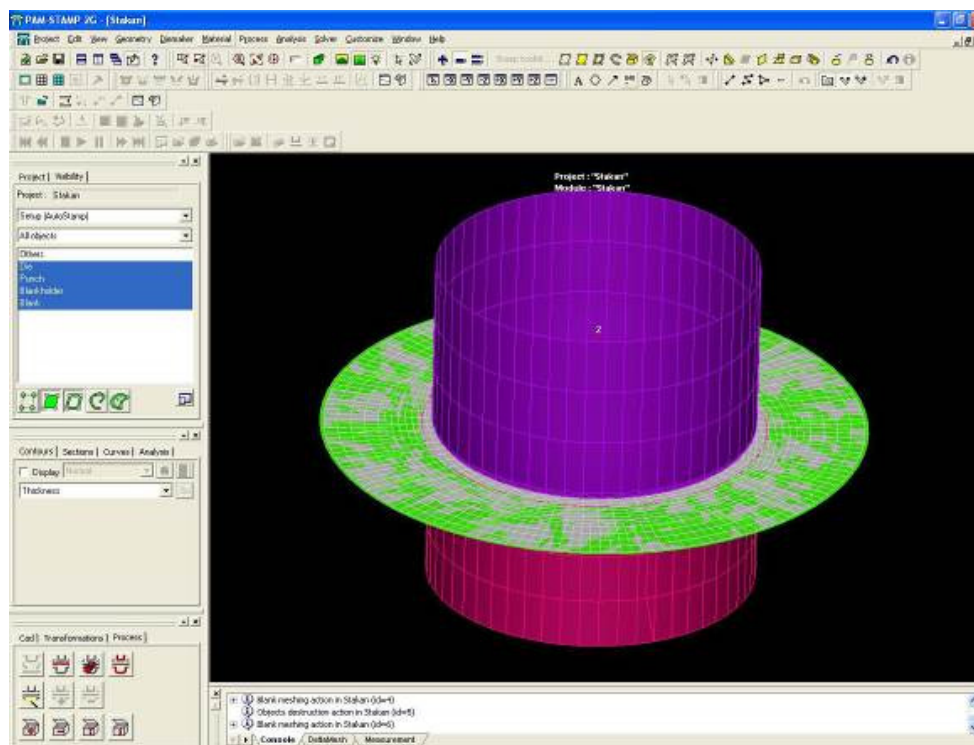 PAM-STAMP 2G - [Stakan]
Project Edit View Geometry Diemaker Material Process Analysis Solver Customize Window Help
Project Visibility
Project : Stakan
Setup (AutoStamp)
All objects
Others
Die
Punch
Blankholder
Blank
Project : "Stakan"
Module : "Stakan"
2
Contours Sections Curves Analysis
Display Normal
Thickness
Cad Transformations Process
Blank meshing action in Stakan (id=4)
Objects destruction action in Stakan (id=5)
Blank meshing action in Stakan (id=6)
Console DeltaMesh Measurement